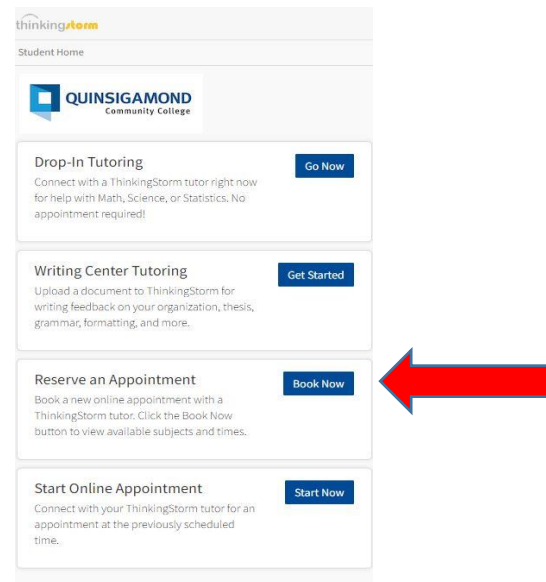 thinkingstorm
Student Home
QUINSIGAMOND
Community College
Drop-In Tutoring
Go Now
Connect with a ThinkingStorm tutor right now
for help with Math, Science, or Statistics. No
appointment required!
Writing Center Tutoring
Get Started
Upload a document to ThinkingStorm for
writing feedback on your organization, thesis,
grammar, formatting, and more.
Reserve an Appointment
Book Now
Book a new online appointment with a
ThinkingStorm tutor. Click the Book Now
button to view available subjects and times.
Start Online Appointment
Start Now
Connect with your ThinkingStorm tutor for an
appointment at the previously scheduled
time.